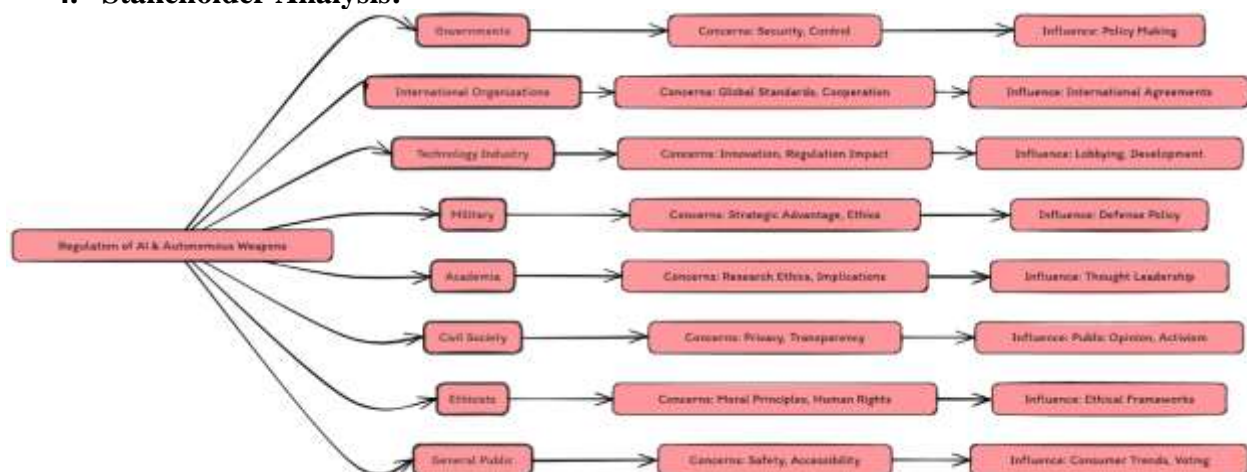 4. Stakeholder Analysis:
Governments
Concerns: Security, Control
Influence: Policy Making
International Organizations
Concerns: Global Standards, Cooperation
Influence: International Agreements
Technology Industry
Concerns: Innovation, Regulation Impact
Influence: Lobbying, Development
Military
Concerns: Strategic Advantage, Ethics
Influence: Defense Policy
Regulation of AI & Autonomous Weapons
Academia
Concerns: Research Ethics, Implications
Influence: Thought Leadership
Civil Society
Concerns: Privacy, Transparency
Influence: Public Opinion, Activism
Ethicists
Concerns: Moral Principles, Human Rights
Influence: Ethical Frameworks
General Public
Concerns: Safety, Accessibility
Influence: Consumer Trends, Voting